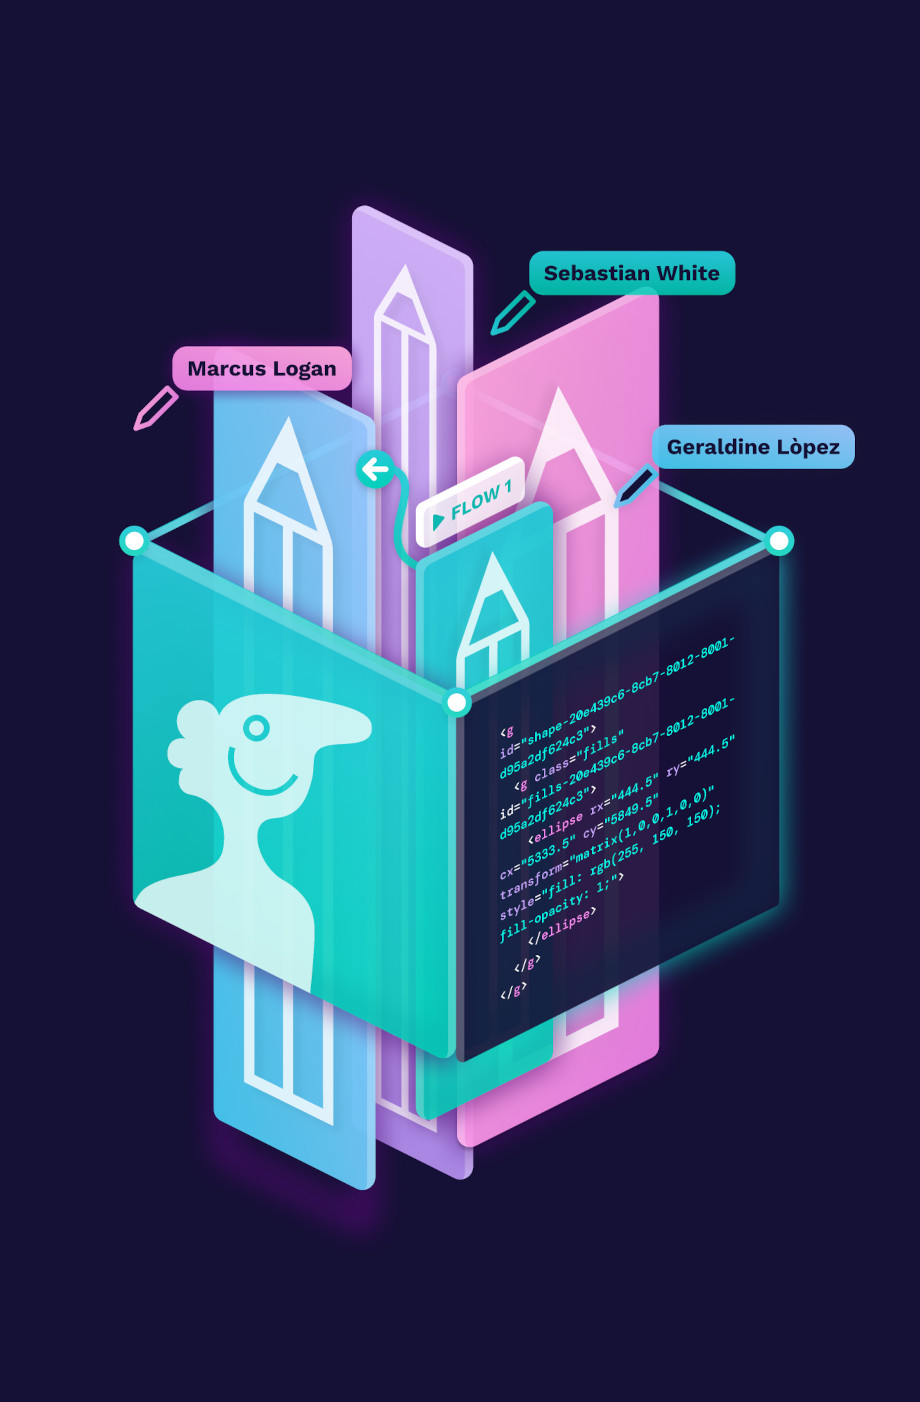 Sebastian White
Marcus Logan
Geraldine Lòpez
FLOW 1
<g
id="shape-20e439c6-8cb7-8012-8001-
d95a2df624c3">
<g class="fills"
id="fills-20e439c6-8cb7-8012-8001-
d95a2df624c3">
<ellipse rx="444.5" ry="444.5"
cx="5333.5" cy="5849.5"
transform="matrix(1,0,0,1,0,0)"
style="fill: rgb(255, 150, 150);
fill-opacity: 1;">
</ellipse>
</g>
</g>